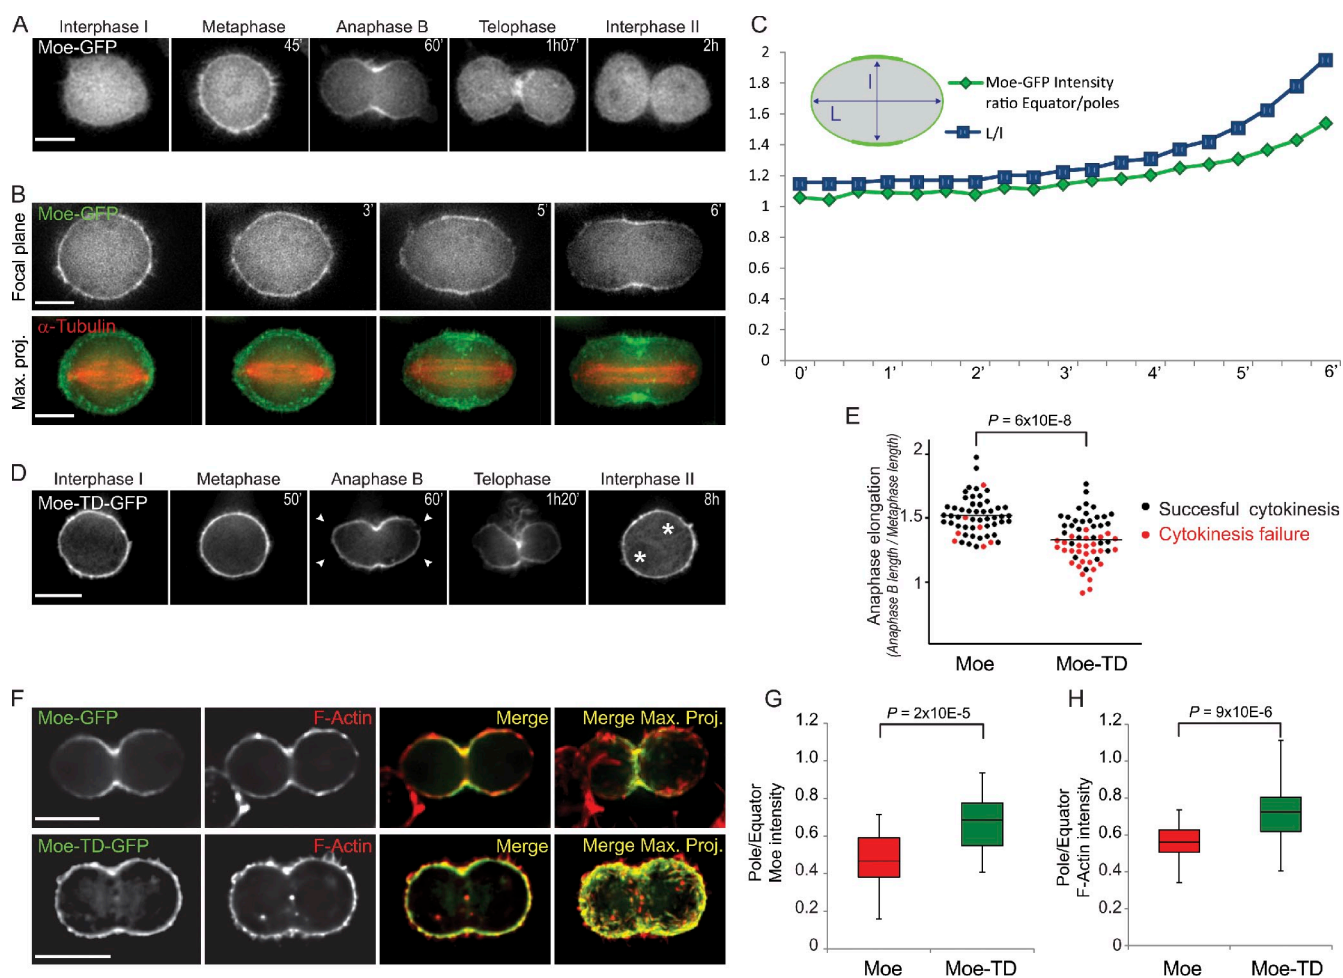 A
Interphase I
Metaphase
Anaphase B
Telophase
Interphase II
Moe-GFP
45'
60'
1h07'
2h
B
Focal plane
Moe-GFP
3'
5'
6'
Max. proj.
α-Tubulin
C
2
1.8
1.6
1.4
1.2
1
0.8
0.6
0.4
0.2
0
0'
1'
2'
3'
4'
5'
6'
l
L
Moe-GFP Intensity
ratio Equator/poles
L/l
D
Interphase I
Metaphase
Anaphase B
Telophase
Interphase II
Moe-TD-GFP
50'
60'
1h20'
8h
*
*
E
P = 6x10E-8
Anaphase elongation
(Anaphase B length / Metaphase length)
2
1.5
1
Moe
Moe-TD
Succesful cytokinesis
Cytokinesis failure
F
Moe-GFP
F-Actin
Merge
Merge Max. Proj.
Moe-TD-GFP
F-Actin
Merge
Merge Max. Proj.
G
P = 2x10E-5
Pole/Equator
Moe intensity
1.2
1.0
0.8
0.6
0.4
0.2
0
Moe
Moe-TD
H
P = 9x10E-6
Pole/Equator
F-Actin intensity
1.2
1.0
0.8
0.6
0.4
0.2
0
Moe
Moe-TD